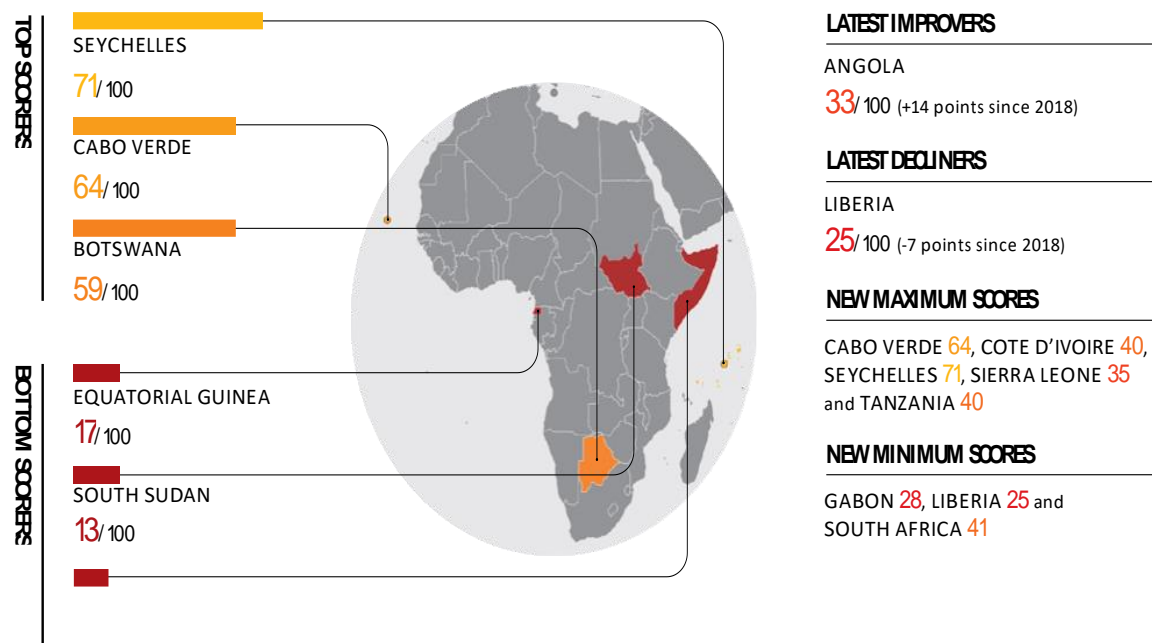 TOP SCORERS
SEYCHELLES
71/ 100
CABO VERDE
64/ 100
BOTSWANA
59/ 100
BOTTOM SCORERS
EQUATORIAL GUINEA
17/ 100
SOUTH SUDAN
13/ 100
LATEST IMPROVERS
ANGOLA
33/ 100 (+14 points since 2018)
LATEST DECLINERS
LIBERIA
25/ 100 (-7 points since 2018)
NEW MAXIMUM SCORES
CABO VERDE 64, COTE D’IVOIRE 40,
SEYCHELLES 71, SIERRA LEONE 35
and TANZANIA 40
NEW MINIMUM SCORES
GABON 28, LIBERIA 25 and
SOUTH AFRICA 41